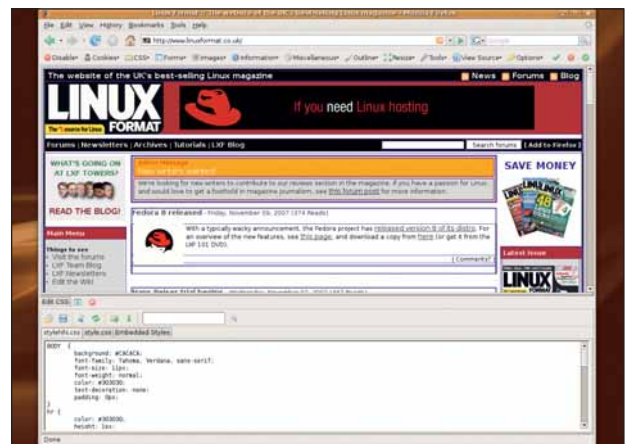 File Edit View History Bookmarks Tools Help
http://www.linuxformat.co.uk/
Disable Cookies CSS Forms Images Information Miscellaneous Outline Resize Tools View Source Options
The website of the UK's best-selling Linux magazine
News Forums Blog
LINUX
FORMAT
If you need Linux hosting
Forums | Newsletters | Archives | Tutorials | LXF Blog
Search forums
[ Add to Firefox ]
WHAT'S GOING ON
AT LXF TOWERS?
READ THE BLOG!
New writers wanted
We're looking for new writers to contribute to our reviews section in the magazine. If you have a passion for Linux
and would love to get a foothold in magazine journalism, see this forum post for more information.
SAVE MONEY
Fedora 8 released - Friday, November 09, 2007 (374 Reads)
With a typically wacky announcement, the Fedora project has released version 8 of its distro. For
an overview of the new features, see this page, and download a copy from here (or get it from the
LXF 101 DVD).
[ Comments? ]
Main Menu
Things to see
- Visit the forums
- LXF Team Blog
- LXF Newsletters
- Edit the Wiki
Latest Issue
LINUX
Edit CSS
style.css Embedded Styles
BODY {
background: #CACACA;
font-family: Tahoma, Verdana, sans-serif;
font-size: 11px;
font-weight: normal;
color: #303030;
text-decoration: none;
padding: 0px;
}
hr {
color: #303030;
height: 1px;
Done